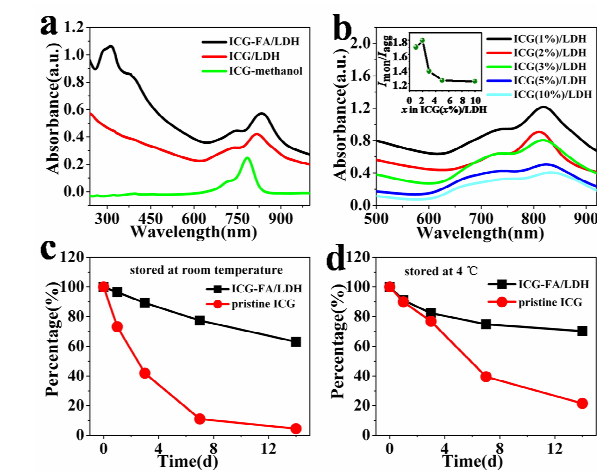 a
1.2
1.0
0.8
0.6
0.4
0.2
0.0
Absorbance(a.u.)
ICG-FA/LDH
ICG/LDH
ICG-methanol
300
450
600
750
900
Wavelength(nm)
b
2.0
1.6
1.2
0.8
0.4
0.0
Absorbance(a.u.)
1.8
1.6
1.4
1.2
Imon/Iagg
0 2 4 6 8 10
x in ICG(x%)/LDH
ICG(1%)/LDH
ICG(2%)/LDH
ICG(3%)/LDH
ICG(5%)/LDH
ICG(10%)/LDH
500
600
700
800
900
Wavelength(nm)
c
120
100
80
60
40
20
0
Percentage(%)
stored at room temperature
ICG-FA/LDH
pristine ICG
0
4
8
12
Time(d)
d
120
100
80
60
40
20
0
Percentage(%)
stored at 4 ℃
ICG-FA/LDH
pristine ICG
0
4
8
12
Time(d)